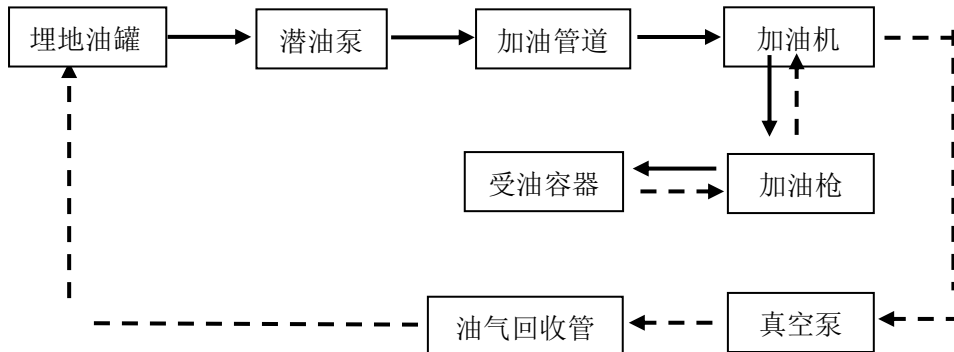 埋地油罐
潜油泵
加油管道
加油机
受油容器
加油枪
油气回收管
真空泵